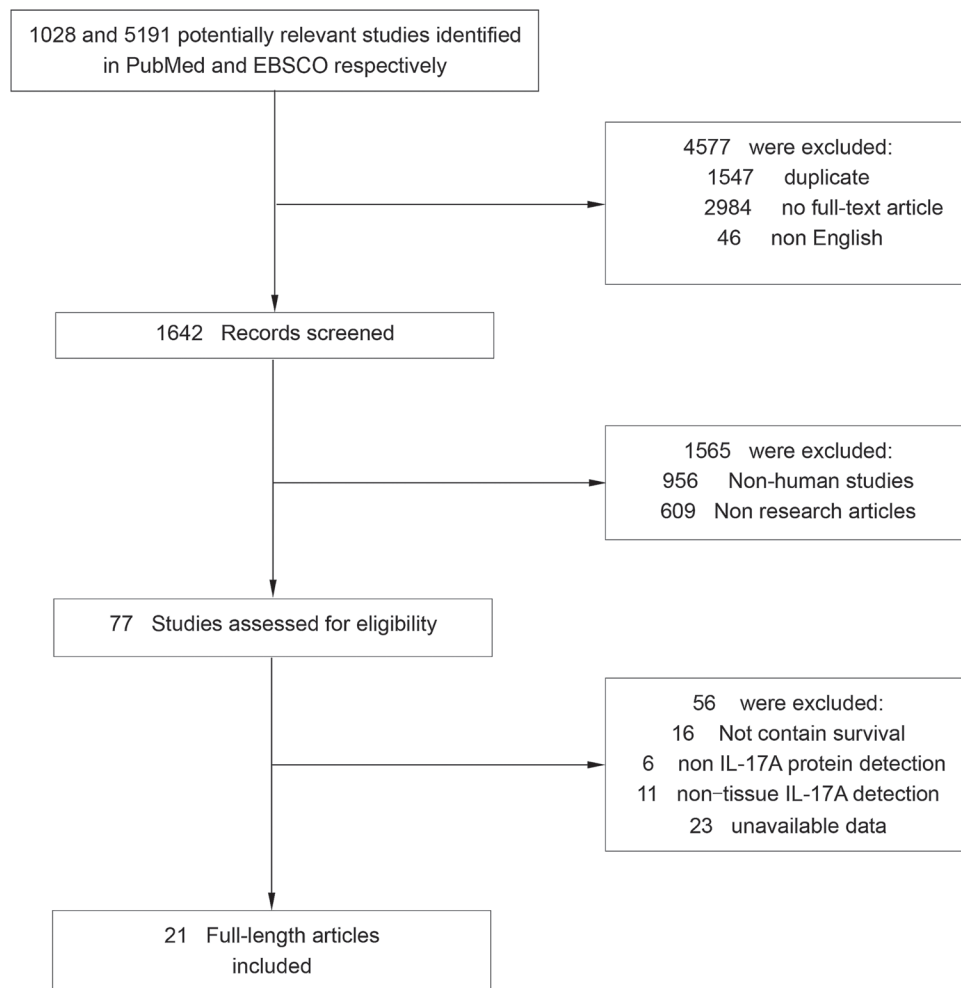 1028 and 5191 potentially relevant studies identified
in PubMed and EBSCO respectively
4577 were excluded:
1547 duplicate
2984 no full-text article
46 non English
1642 Records screened
1565 were excluded:
956 Non-human studies
609 Non research articles
77 Studies assessed for eligibility
56 were excluded:
16 Not contain survival
6 non IL-17A protein detection
11 non-tissue IL-17A detection
23 unavailable data
21 Full-length articles
included